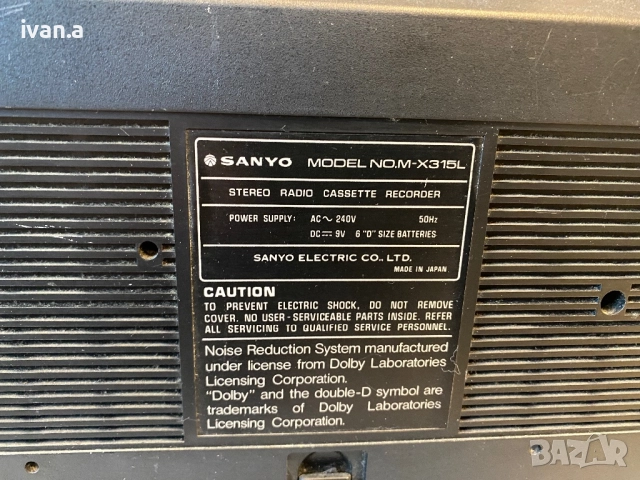 ivan.a
SANYO MODEL NO.M-X315L
STEREO RADIO CASSETTE RECORDER
POWER SUPPLY: AC~ 240V 50Hz
DC⎓ 9V 6 "D" SIZE BATTERIES
SANYO ELECTRIC CO., LTD.
MADE IN JAPAN
CAUTION
TO PREVENT ELECTRIC SHOCK, DO NOT REMOVE
COVER. NO USER-SERVICEABLE PARTS INSIDE. REFER
ALL SERVICING TO QUALIFIED SERVICE PERSONNEL.
Noise Reduction System manufactured
under license from Dolby Laboratories
Licensing Corporation.
"Dolby" and the double-D symbol are
trademarks of Dolby Laboratories
Licensing Corporation.
BAZAR